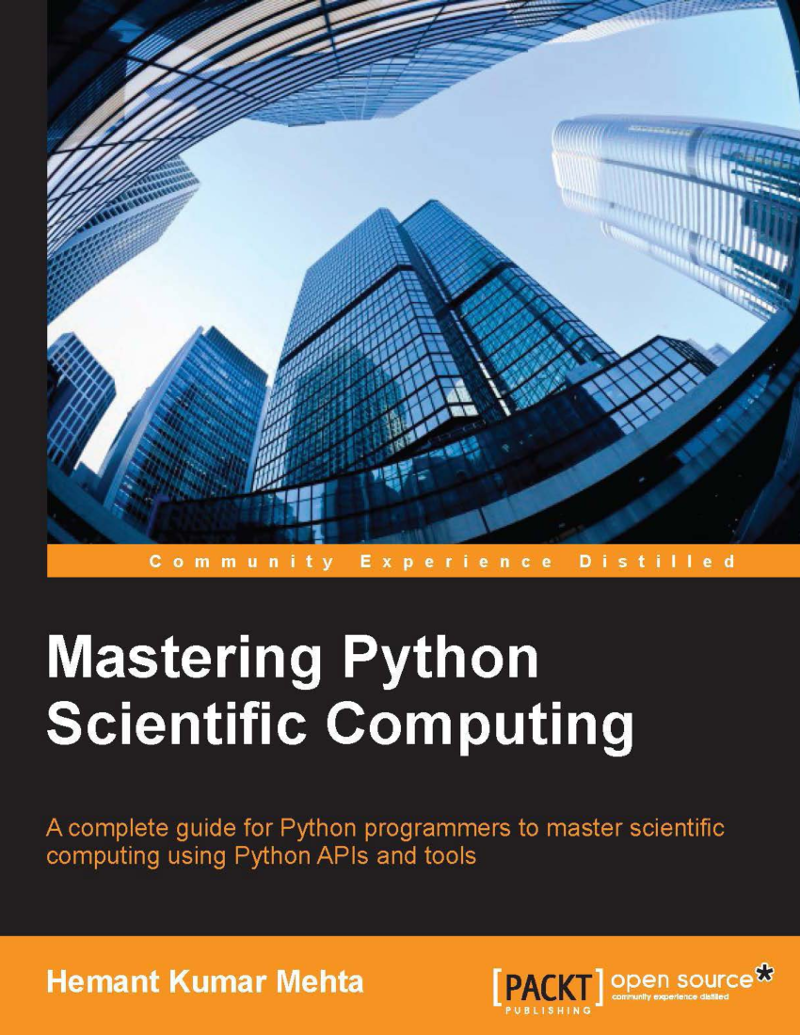 Community Experience Distilled
Mastering Python
Scientific Computing
A complete guide for Python programmers to master scientific
computing using Python APIs and tools
Hemant Kumar Mehta
[PACKT]
PUBLISHING
open source*
community experience distilled